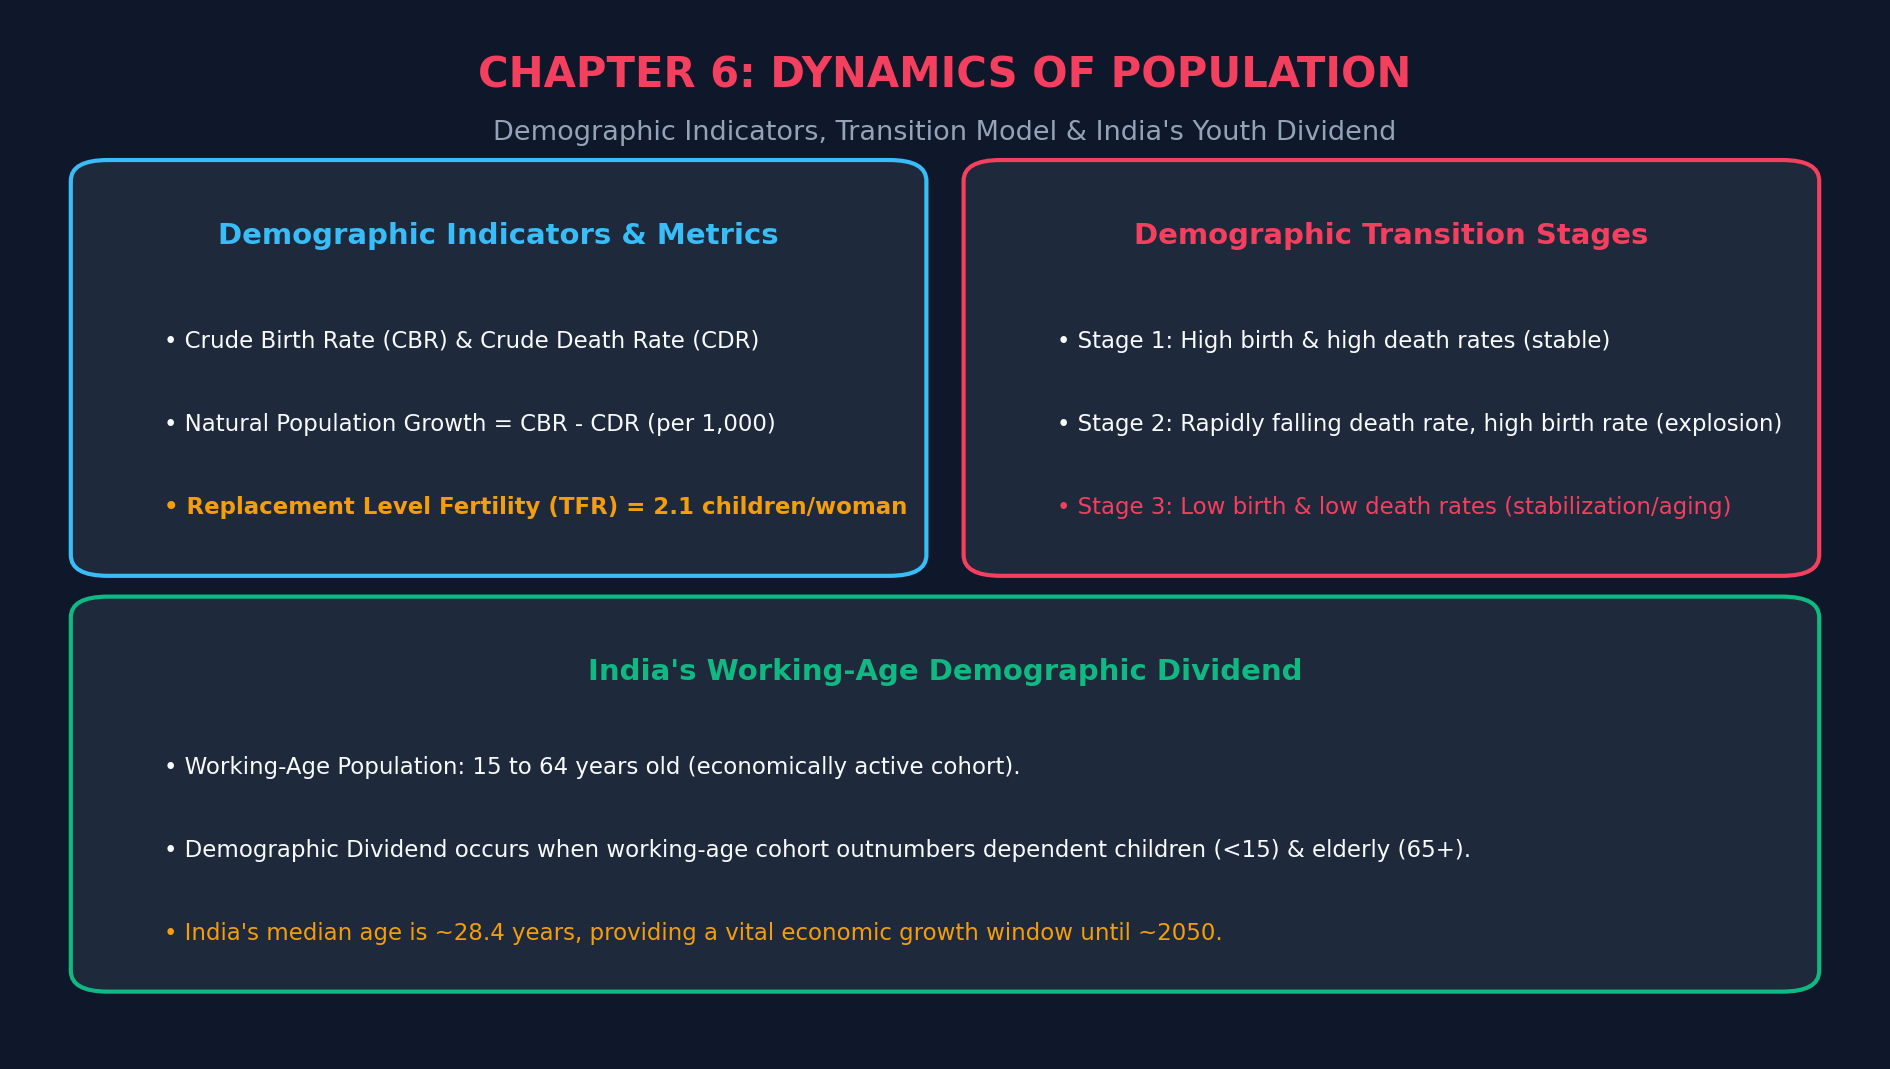 CHAPTER 6: DYNAMICS OF POPULATION
Demographic Indicators, Transition Model & India's Youth Dividend
Demographic Indicators & Metrics
• Crude Birth Rate (CBR) & Crude Death Rate (CDR)
• Natural Population Growth = CBR - CDR (per 1,000)
• Replacement Level Fertility (TFR) = 2.1 children/woman
Demographic Transition Stages
• Stage 1: High birth & high death rates (stable)
• Stage 2: Rapidly falling death rate, high birth rate (explosion)
• Stage 3: Low birth & low death rates (stabilization/aging)
India's Working-Age Demographic Dividend
• Working-Age Population: 15 to 64 years old (economically active cohort).
• Demographic Dividend occurs when working-age cohort outnumbers dependent children (<15) & elderly (65+).
• India's median age is ~28.4 years, providing a vital economic growth window until ~2050.